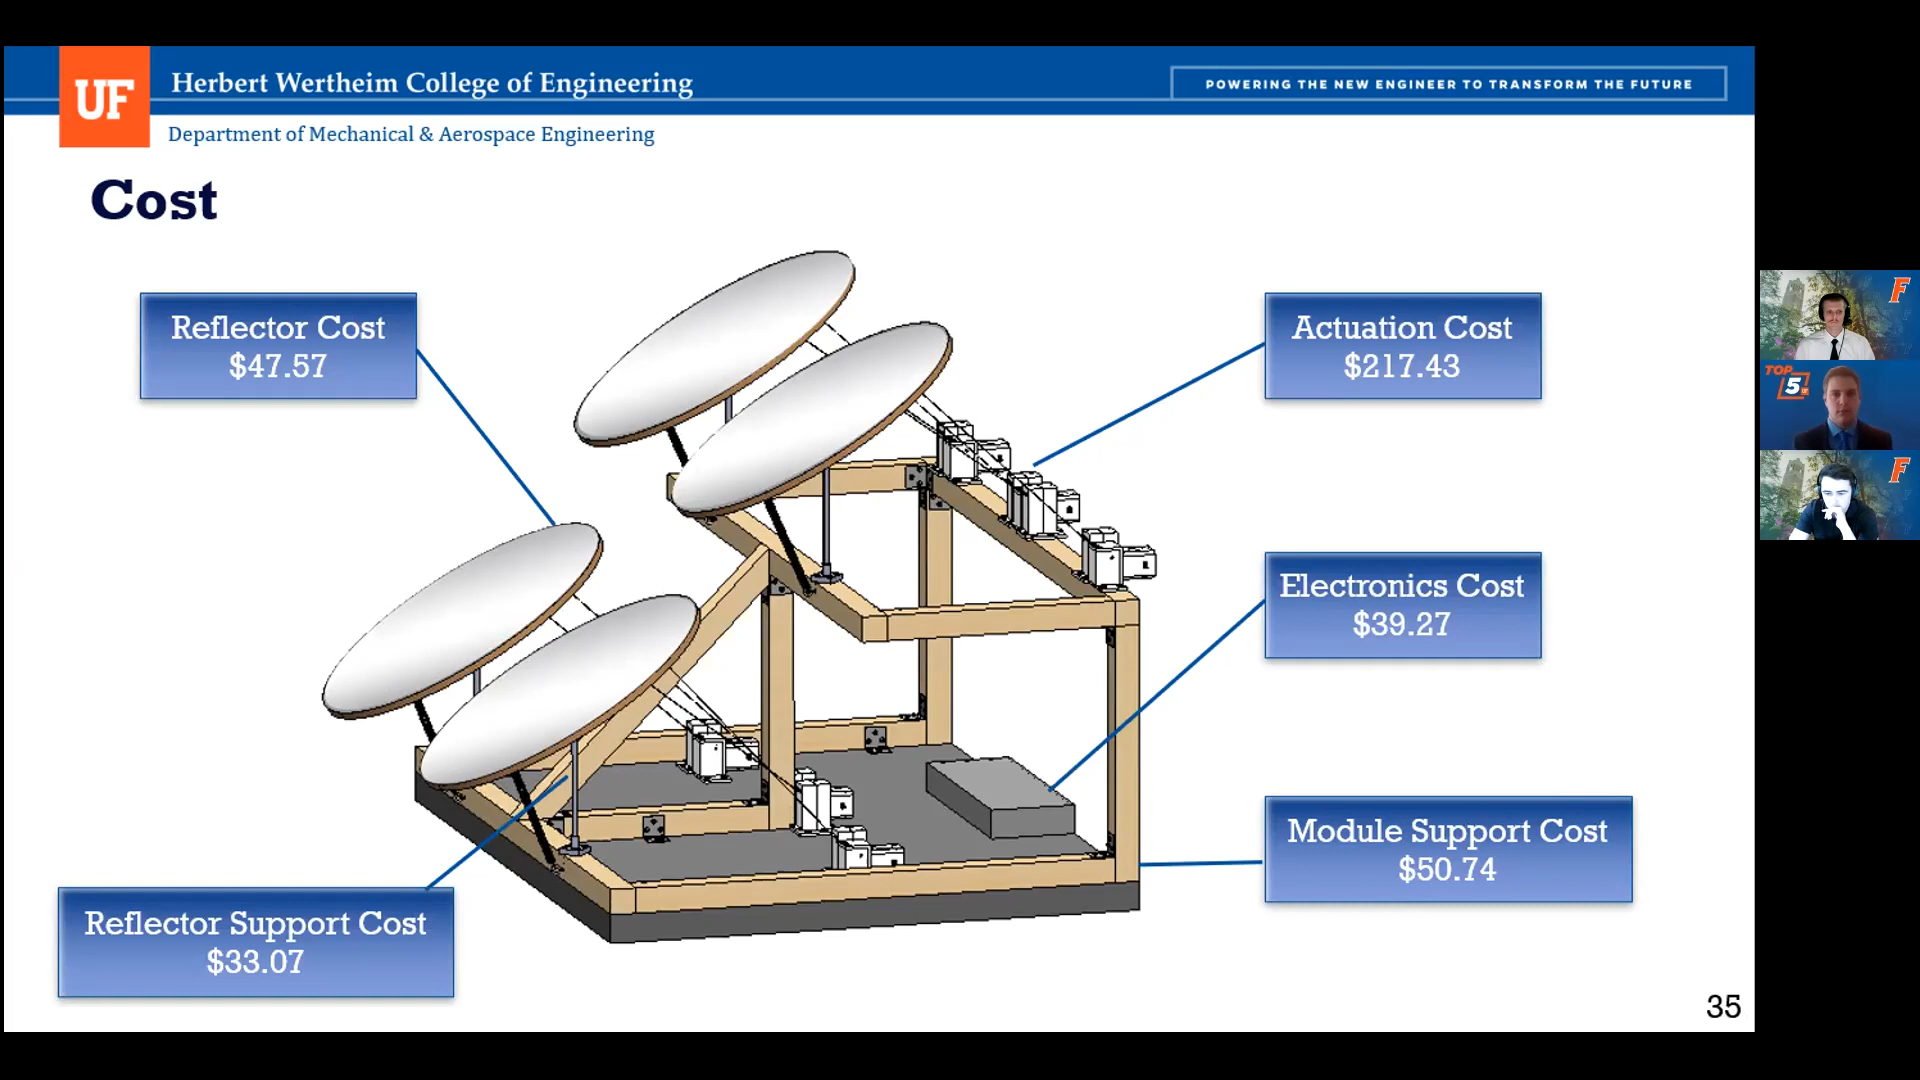 UF
Herbert Wertheim College of Engineering
POWERING THE NEW ENGINEER TO TRANSFORM THE FUTURE
Department of Mechanical & Aerospace Engineering
Cost
Reflector Cost
$47.57
Actuation Cost
$217.43
Electronics Cost
$39.27
Module Support Cost
$50.74
Reflector Support Cost
$33.07
35
F
TOP
5
F